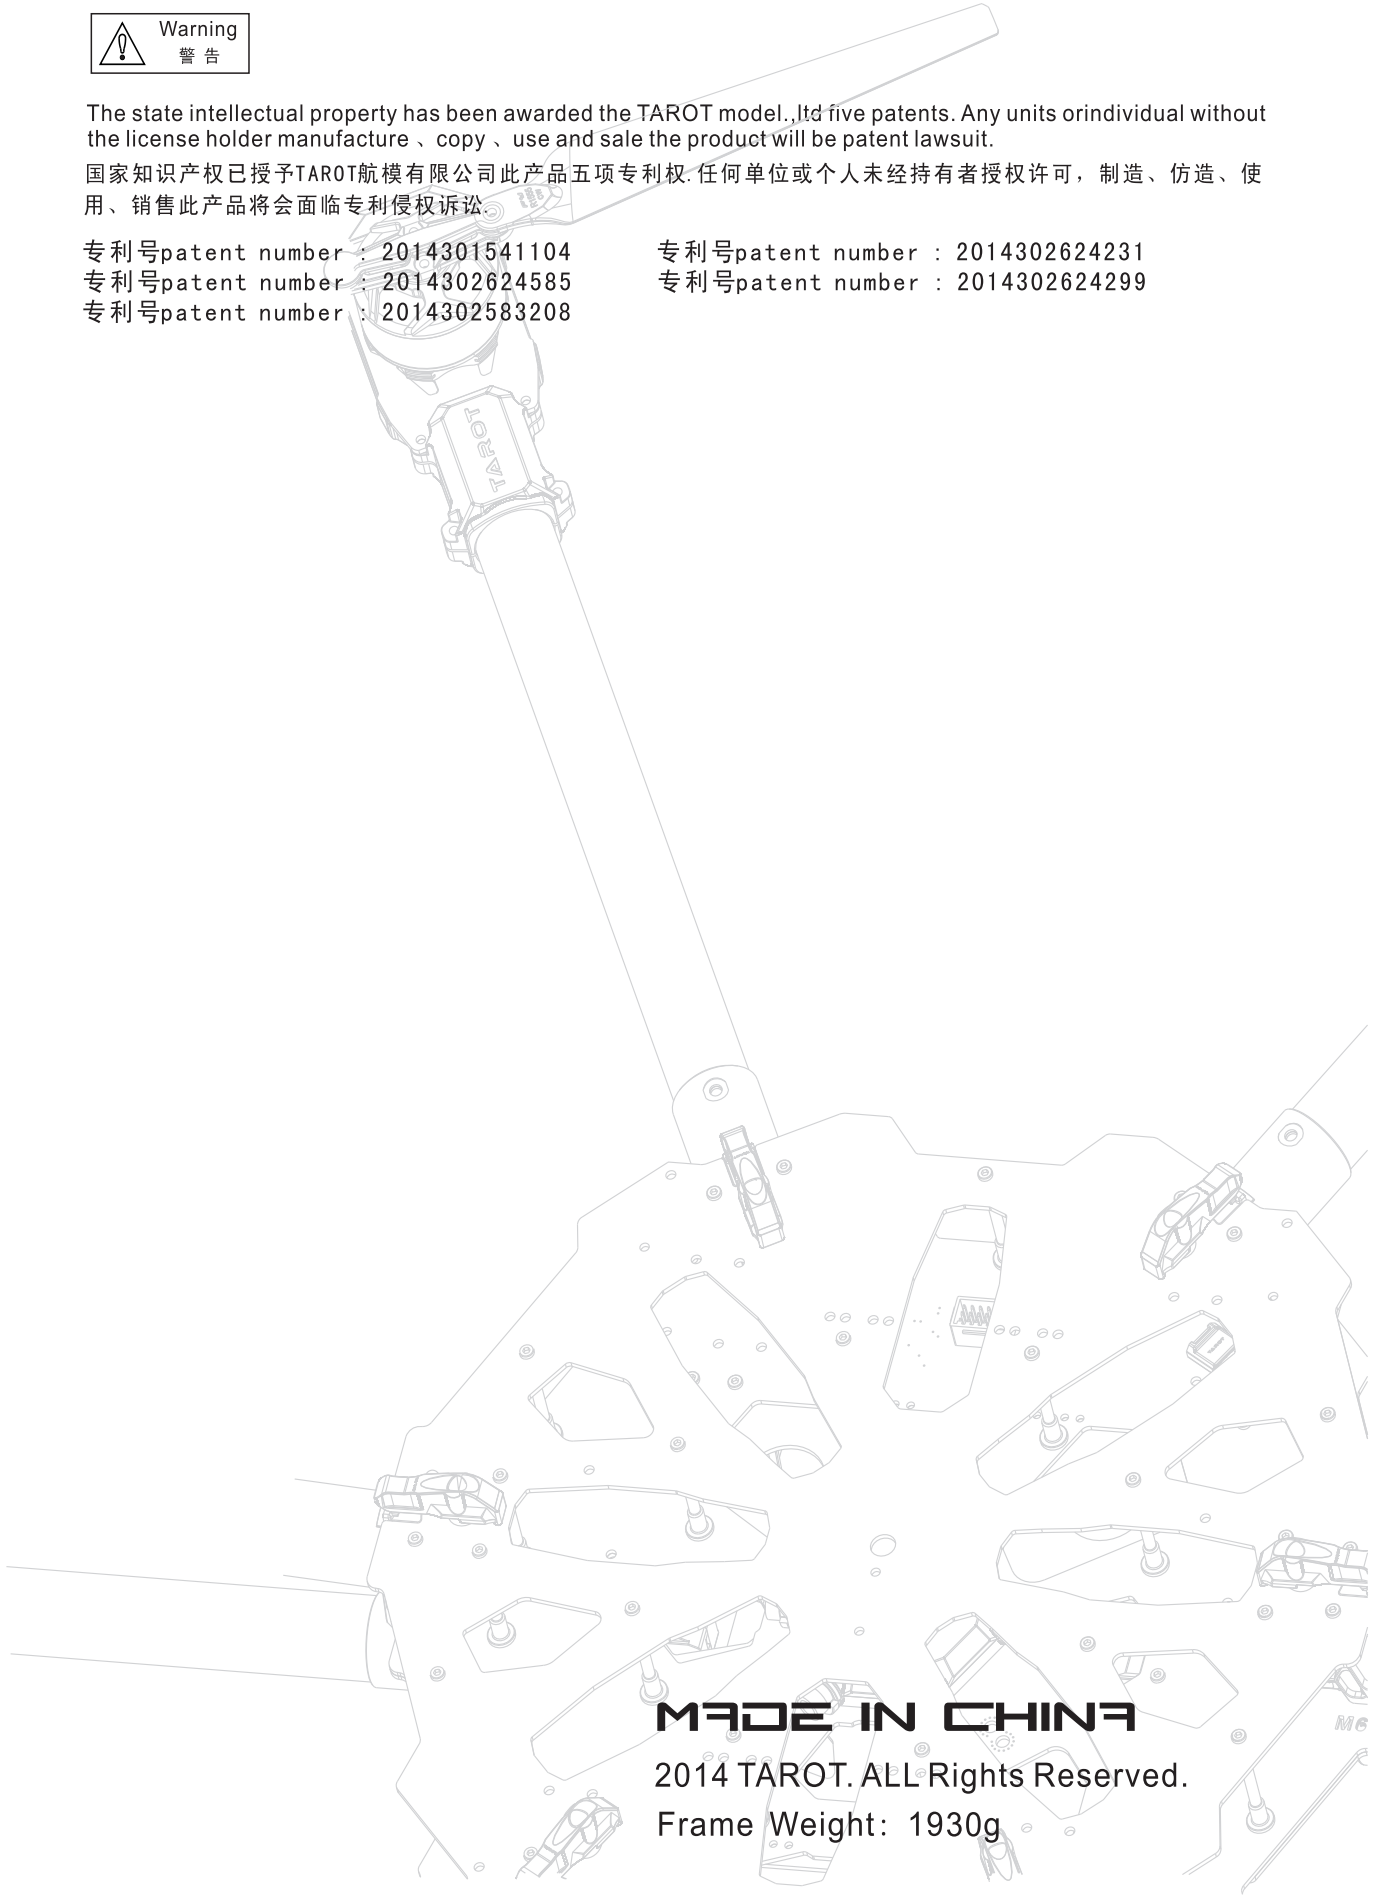 Warning
警告
The state intellectual property has been awarded the TAROT model.,ltd five patents. Any units orindividual without
the license holder manufacture 、copy 、use and sale the product will be patent lawsuit.
国家知识产权已授予TAROT航模有限公司此产品五项专利权.任何单位或个人未经持有者授权许可，制造、仿造、使
用、销售此产品将会面临专利侵权诉讼.
专利号patent number : 2014301541104 专利号patent number : 2014302624231
专利号patent number : 2014302624585 专利号patent number : 2014302624299
专利号patent number : 2014302583208
TAROT
TAROT
M6
MADE IN CHINA
2014 TAROT. ALL Rights Reserved.
Frame Weight: 1930g